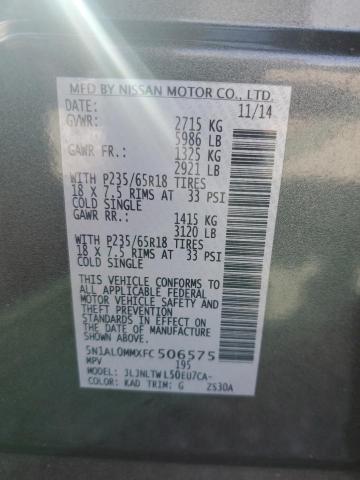 MFD BY NISSAN MOTOR CO., LTD.
DATE: 11/14
GVWR: 2715 KG
5986 LB
GAWR FR.: 1325 KG
2921 LB
WITH P235/65R18 TIRES
18 X 7.5 RIMS AT 33 PSI
COLD SINGLE
GAWR RR.: 1415 KG
3120 LB
WITH P235/65R18 TIRES
18 X 7.5 RIMS AT 33 PSI
COLD SINGLE
THIS VEHICLE CONFORMS TO
ALL APPLICABLE FEDERAL
MOTOR VEHICLE SAFETY AND
THEFT PREVENTION
STANDARDS IN EFFECT ON
THE DATE OF MANUFACTURE
SHOWN ABOVE.
5N1AL0MMXFC506575
MPV 195
MODEL: JLJNLTWL50EU7CA-
COLOR: KAD TRIM: G ZS30A